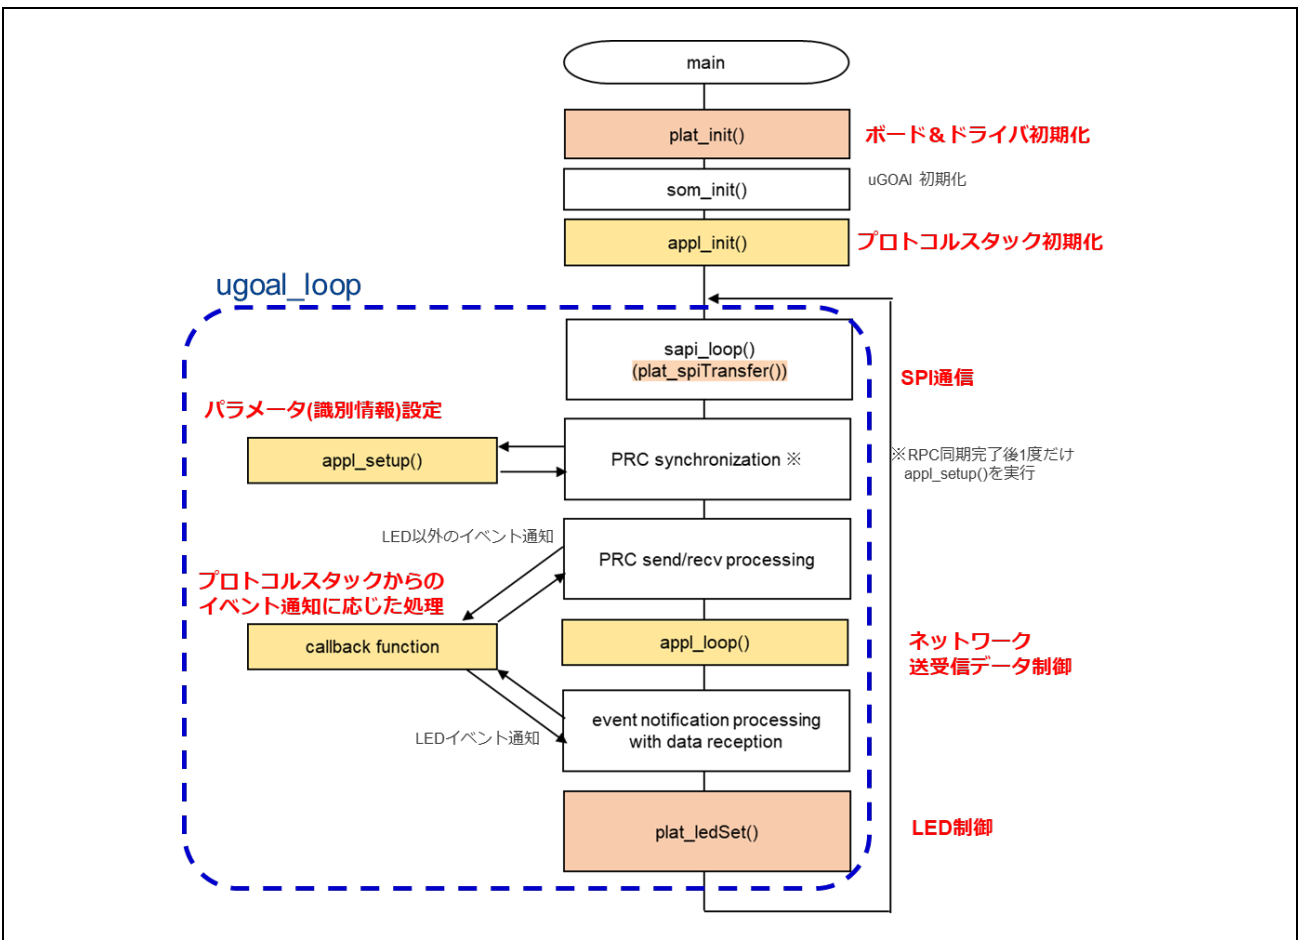 main
plat_init()
ボード＆ドライバ初期化
som_init()
uGOAI 初期化
appl_init()
プロトコルスタック初期化
ugoal_loop
sapi_loop()
(plat_spiTransfer())
SPI通信
パラメータ(識別情報)設定
appl_setup()
PRC synchronization ※
※RPC同期完了後1度だけ
appl_setup()を実行
LED以外のイベント通知
PRC send/recv processing
プロトコルスタックからの
イベント通知に応じた処理
callback function
appl_loop()
ネットワーク
送受信データ制御
event notification processing
with data reception
LEDイベント通知
plat_ledSet()
LED制御